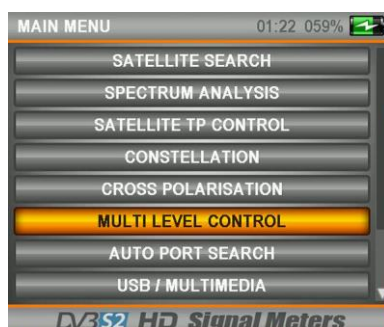 MAIN MENU 01:22 059%
SATELLITE SEARCH
SPECTRUM ANALYSIS
SATELLITE TP CONTROL
CONSTELLATION
CROSS POLARISATION
MULTI LEVEL CONTROL
AUTO PORT SEARCH
USB / MULTIMEDIA
DVBS2 HD Signal Meters